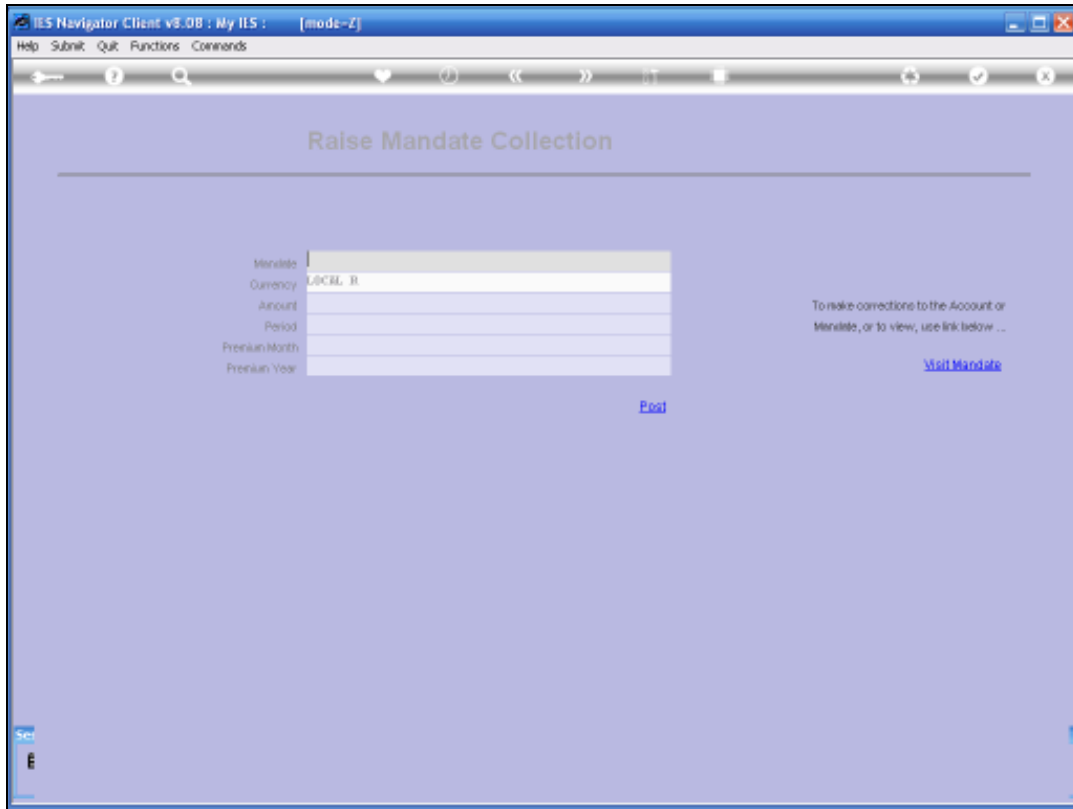 IES Navigator Client v8.08 : My IES : [mode=Z]
Help Submit Quit Functions Commands
Raise Mandate Collection
Mandate
Currency LOCAL R
Amount
Period
Premium Month
Premium Year
To make corrections to the Account or
Mandate, or to view, use link below ...
Visit Mandate
Post